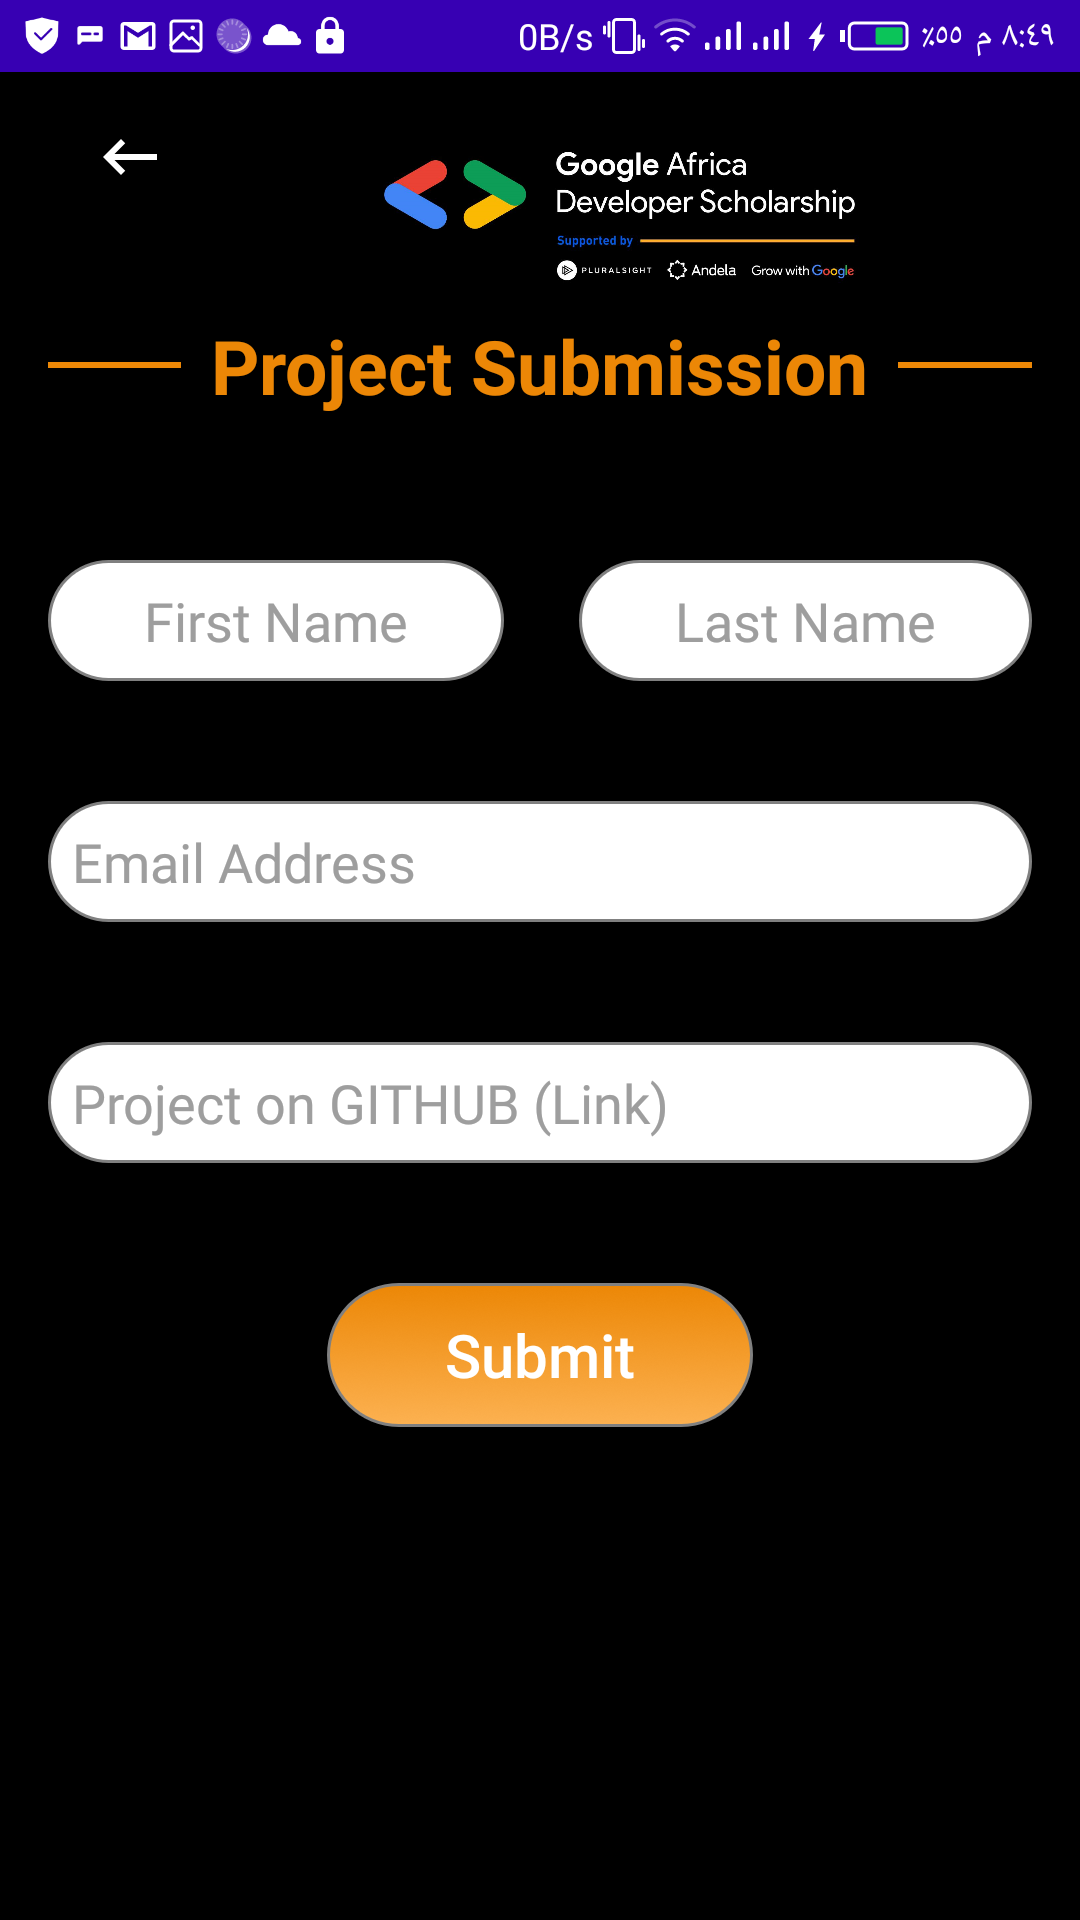 0B/s ٪٥٥ م ٨:٤٩
Google Africa
Developer Scholarship
Supported by
PLURALSIGHT Andela Grow with Google
Project Submission
First Name Last Name
Email Address
Project on GITHUB (Link)
Submit